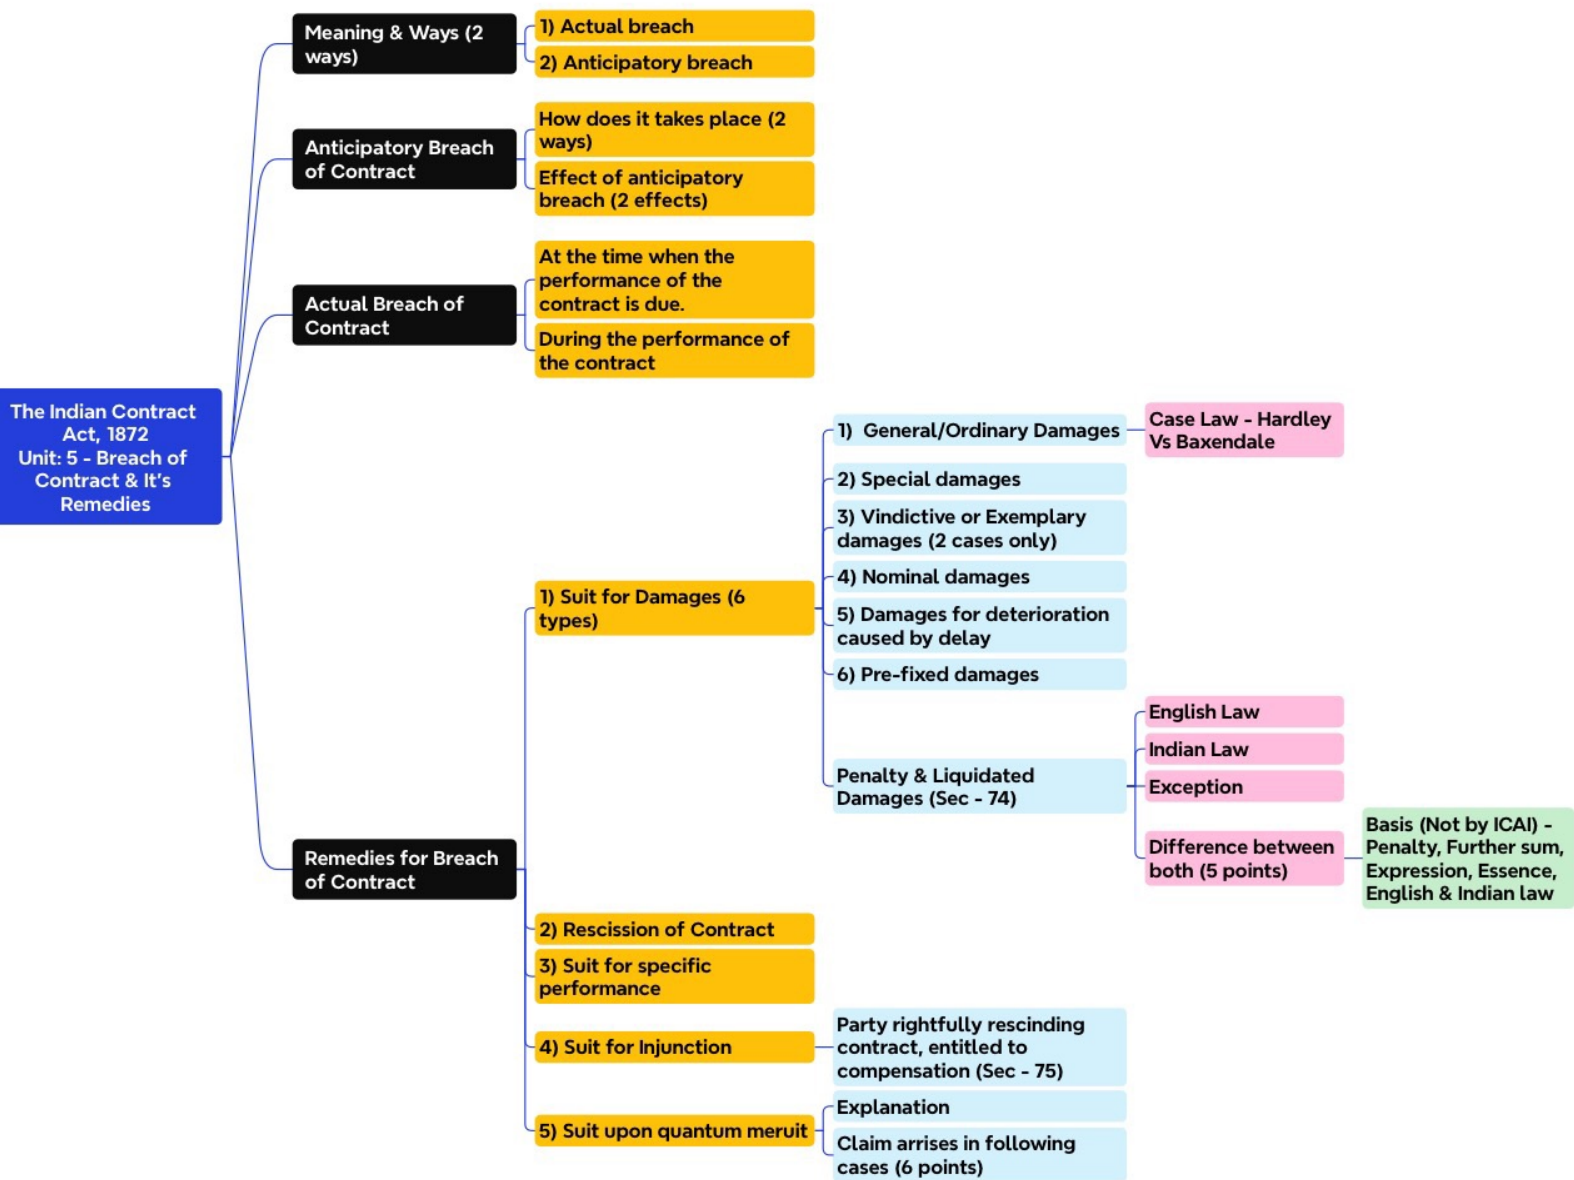 The Indian Contract
Act, 1872
Unit: 5 - Breach of
Contract & It's
Remedies
Meaning & Ways (2
ways)
1) Actual breach
2) Anticipatory breach
Anticipatory Breach
of Contract
How does it takes place (2
ways)
Effect of anticipatory
breach (2 effects)
Actual Breach of
Contract
At the time when the
performance of the
contract is due.
During the performance of
the contract
Remedies for Breach
of Contract
1) Suit for Damages (6
types)
1) General/Ordinary Damages
Case Law - Hardley
Vs Baxendale
2) Special damages
3) Vindictive or Exemplary
damages (2 cases only)
4) Nominal damages
5) Damages for deterioration
caused by delay
6) Pre-fixed damages
Penalty & Liquidated
Damages (Sec - 74)
English Law
Indian Law
Exception
Difference between
both (5 points)
Basis (Not by ICAI) -
Penalty, Further sum,
Expression, Essence,
English & Indian law
2) Rescission of Contract
3) Suit for specific
performance
4) Suit for Injunction
Party rightfully rescinding
contract, entitled to
compensation (Sec - 75)
5) Suit upon quantum meruit
Explanation
Claim arrises in following
cases (6 points)